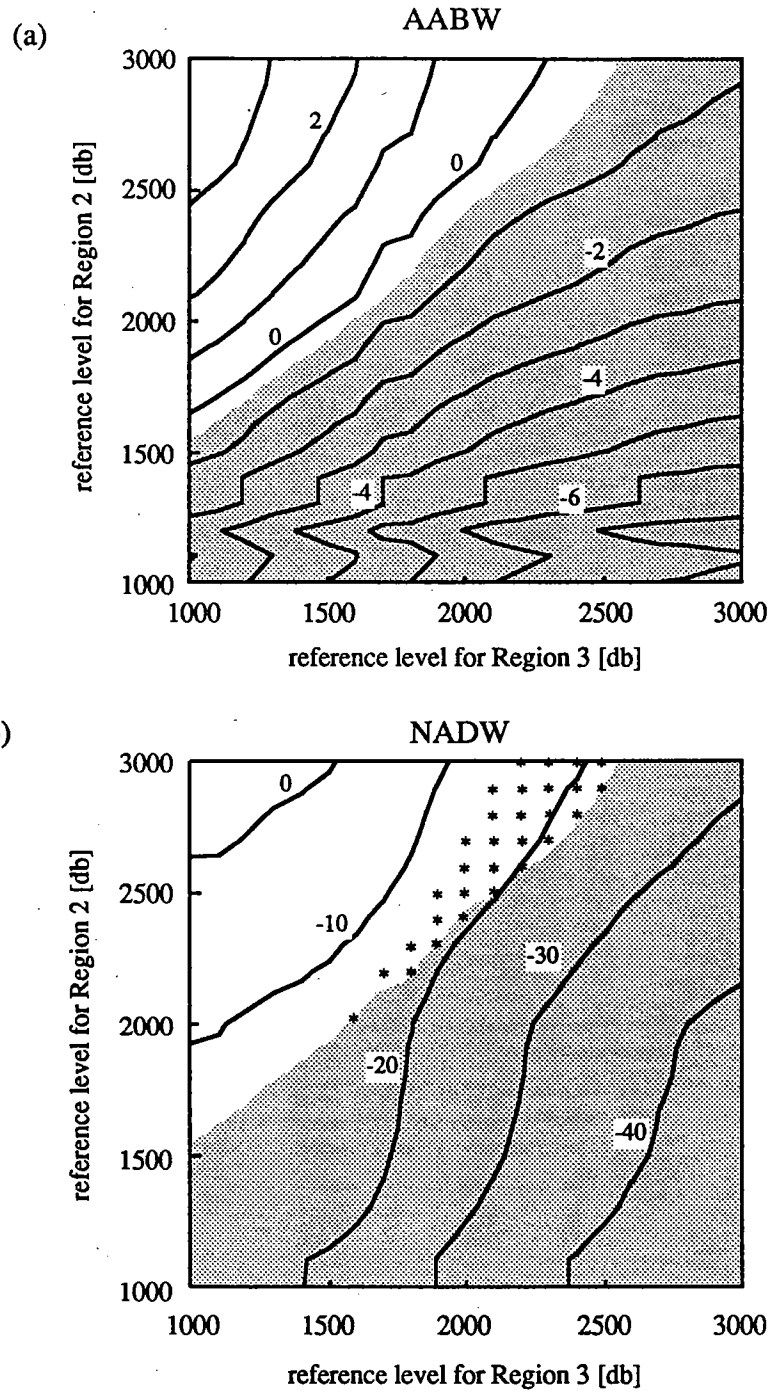 (a)
AABW
3000
2500
2000
1500
1000
reference level for Region 2 [db]
2
0
0
-2
-4
-4
-6
1000 1500 2000 2500 3000
reference level for Region 3 [db]
)
NADW
3000
2500
2000
1500
1000
reference level for Region 2 [db]
0
-10
-20
-30
-40
1000 1500 2000 2500 3000
reference level for Region 3 [db]